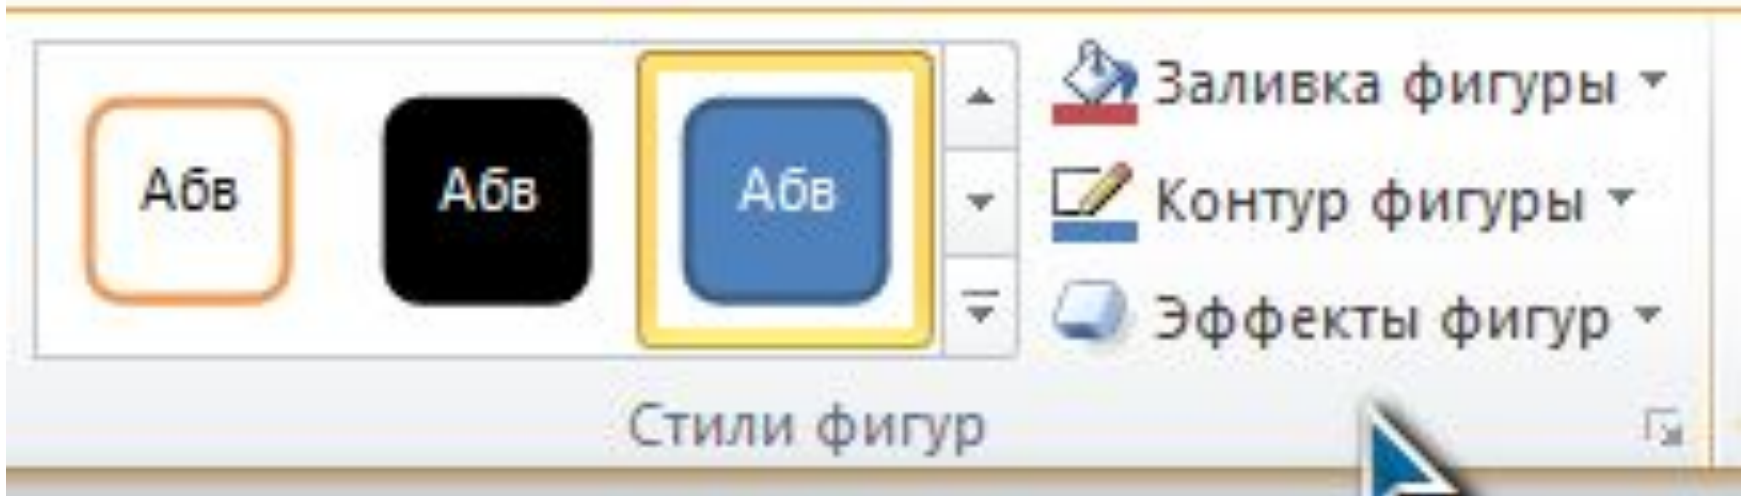 Абв Абв Абв
Заливка фигуры
Контур фигуры
Эффекты фигур
Стили фигур